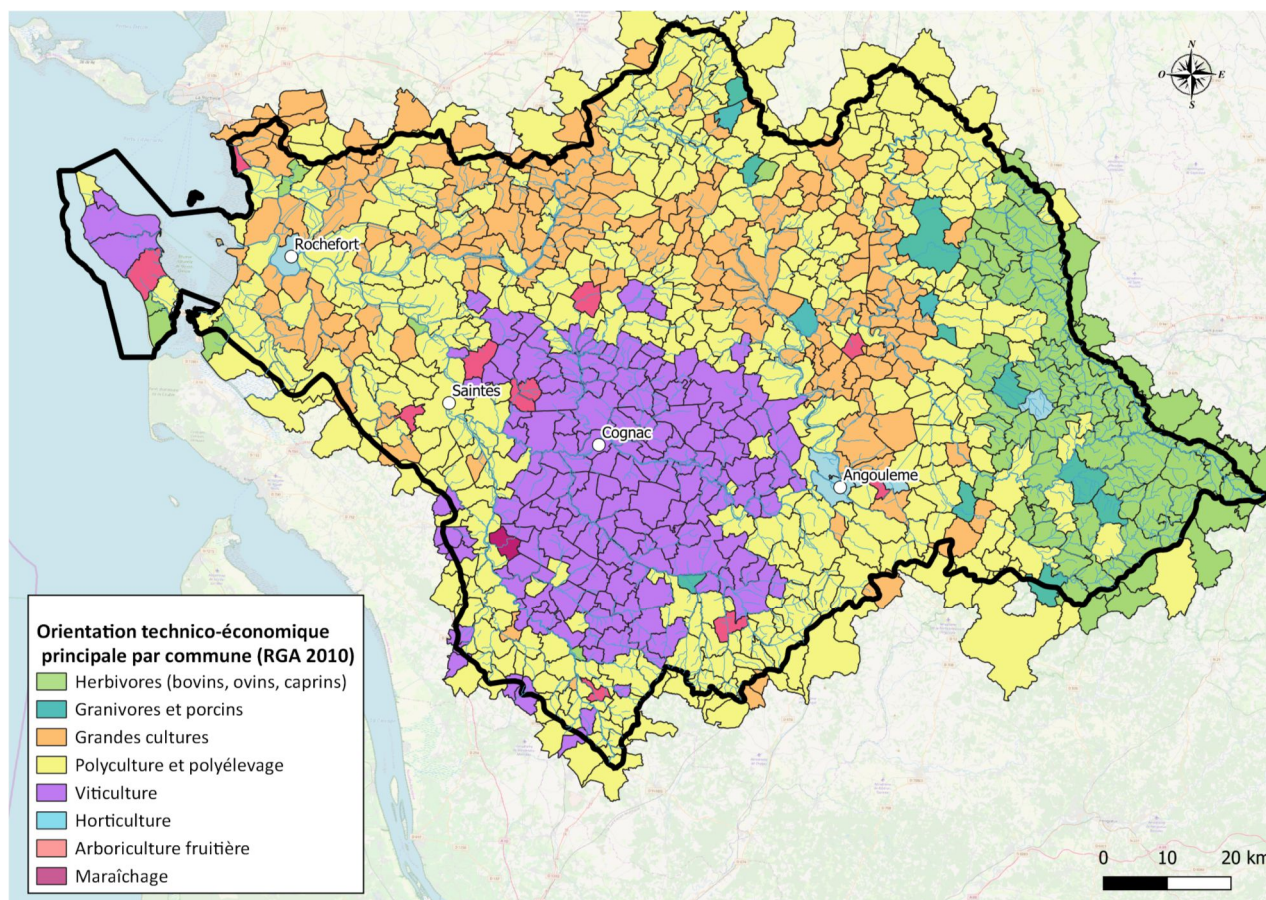 N
O
E
S
Rochefort
Saintes
Cognac
Angouleme
Orientation technico-économique
principale par commune (RGA 2010)
Herbivores (bovins, ovins, caprins)
Granivores et porcins
Grandes cultures
Polyculture et polyélevage
Viticulture
Horticulture
Arboriculture fruitière
Maraîchage
0 10 20 km